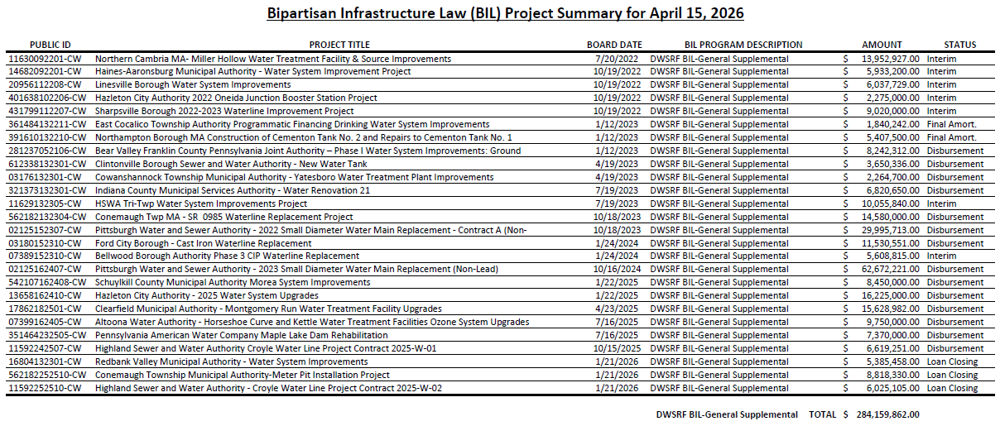 Bipartisan Infrastructure Law (BIL) Project Summary for April 15, 2026
PUBLIC ID PROJECT TITLE BOARD DATE BIL PROGRAM DESCRIPTION AMOUNT STATUS
11630092201-CW Northern Cambria MA- Miller Hollow Water Treatment Facility & Source Improvements 7/20/2022 DWSRF BIL-General Supplemental $ 13,952,927.00 Interim
14682092201-CW Haines-Aaronsburg Municipal Authority - Water System Improvement Project 10/19/2022 DWSRF BIL-General Supplemental $ 5,933,200.00 Interim
20956112208-CW Linesville Borough Water System Improvements 10/19/2022 DWSRF BIL-General Supplemental $ 6,037,729.00 Interim
401638102206-CW Hazleton City Authority 2022 Oneida Junction Booster Station Project 10/19/2022 DWSRF BIL-General Supplemental $ 2,275,000.00 Interim
431799112207-CW Sharpsville Borough 2022-2023 Waterline Improvement Project 10/19/2022 DWSRF BIL-General Supplemental $ 9,020,000.00 Interim
361484132211-CW East Cocalico Township Authority Programmatic Financing Drinking Water System Improvements 1/12/2023 DWSRF BIL-General Supplemental $ 1,840,242.00 Final Amort.
391610132210-CW Northampton Borough MA Construction of Cementon Tank No. 2 and Repairs to Cementon Tank No. 1 1/12/2023 DWSRF BIL-General Supplemental $ 5,407,500.00 Final Amort.
281237052106-CW Bear Valley Franklin County Pennsylvania Joint Authority – Phase I Water System Improvements: Ground 1/12/2023 DWSRF BIL-General Supplemental $ 8,242,312.00 Disbursement
612338132301-CW Clintonville Borough Sewer and Water Authority - New Water Tank 4/19/2023 DWSRF BIL-General Supplemental $ 3,650,336.00 Disbursement
03176132301-CW Cowanshannock Township Municipal Authority - Yatesboro Water Treatment Plant Improvements 4/19/2023 DWSRF BIL-General Supplemental $ 2,264,700.00 Disbursement
321373132301-CW Indiana County Municipal Services Authority - Water Renovation 21 7/19/2023 DWSRF BIL-General Supplemental $ 6,820,650.00 Disbursement
11629132305-CW HSWA Tri-Twp Water System Improvements Project 7/19/2023 DWSRF BIL-General Supplemental $ 10,055,840.00 Interim
562182132304-CW Conemaugh Twp MA - SR 0985 Waterline Replacement Project 10/18/2023 DWSRF BIL-General Supplemental $ 14,580,000.00 Disbursement
02125152307-CW Pittsburgh Water and Sewer Authority - 2022 Small Diameter Water Main Replacement - Contract A (Non- 10/18/2023 DWSRF BIL-General Supplemental $ 29,995,713.00 Disbursement
03180152310-CW Ford City Borough - Cast Iron Waterline Replacement 1/24/2024 DWSRF BIL-General Supplemental $ 11,530,551.00 Disbursement
07389152310-CW Bellwood Borough Authority Phase 3 CIP Waterline Replacement 1/24/2024 DWSRF BIL-General Supplemental $ 5,608,815.00 Interim
02125162407-CW Pittsburgh Water and Sewer Authority - 2023 Small Diameter Water Main Replacement (Non-Lead) 10/16/2024 DWSRF BIL-General Supplemental $ 62,672,221.00 Disbursement
542107162408-CW Schuylkill County Municipal Authority Morea System Improvements 1/22/2025 DWSRF BIL-General Supplemental $ 8,450,000.00 Disbursement
13658162410-CW Hazleton City Authority - 2025 Water System Upgrades 1/22/2025 DWSRF BIL-General Supplemental $ 16,225,000.00 Disbursement
17862182501-CW Clearfield Municipal Authority - Montgomery Run Water Treatment Facility Upgrades 4/23/2025 DWSRF BIL-General Supplemental $ 15,628,982.00 Disbursement
07399162405-CW Altoona Water Authority - Horseshoe Curve and Kettle Water Treatment Facilities Ozone System Upgrades 7/16/2025 DWSRF BIL-General Supplemental $ 9,750,000.00 Disbursement
351464232505-CW Pennsylvania American Water Company Maple Lake Dam Rehabilitation 7/16/2025 DWSRF BIL-General Supplemental $ 7,370,000.00 Disbursement
11592242507-CW Highland Sewer and Water Authority Croyle Water Line Project Contract 2025-W-01 10/15/2025 DWSRF BIL-General Supplemental $ 6,619,251.00 Disbursement
16804132301-CW Redbank Valley Municipal Authority - Water System Improvements 1/21/2026 DWSRF BIL-General Supplemental $ 5,385,458.00 Loan Closing
562182252510-CW Conemaugh Township Municipal Authority-Meter Pit Installation Project 1/21/2026 DWSRF BIL-General Supplemental $ 8,818,330.00 Loan Closing
11592252510-CW Highland Sewer and Water Authority - Croyle Water Line Project Contract 2025-W-02 1/21/2026 DWSRF BIL-General Supplemental $ 6,025,105.00 Loan Closing
DWSRF BIL-General Supplemental TOTAL $ 284,159,862.00